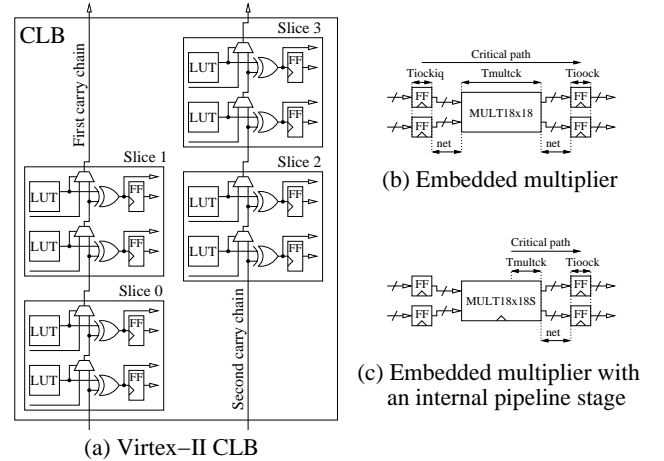 CLB
First carry chain
Slice 3
LUT
FF
LUT
FF
Slice 1
LUT
FF
LUT
FF
Slice 2
LUT
FF
LUT
FF
Slice 0
LUT
FF
LUT
FF
Second carry chain
(a) Virtex−II CLB
Critical path
Tiockiq
Tmultck
Tioock
FF
MULT18x18
FF
FF
FF
net
net
(b) Embedded multiplier
Critical path
Tmultck
Tioock
FF
MULT18x18S
FF
FF
FF
net
(c) Embedded multiplier with
an internal pipeline stage